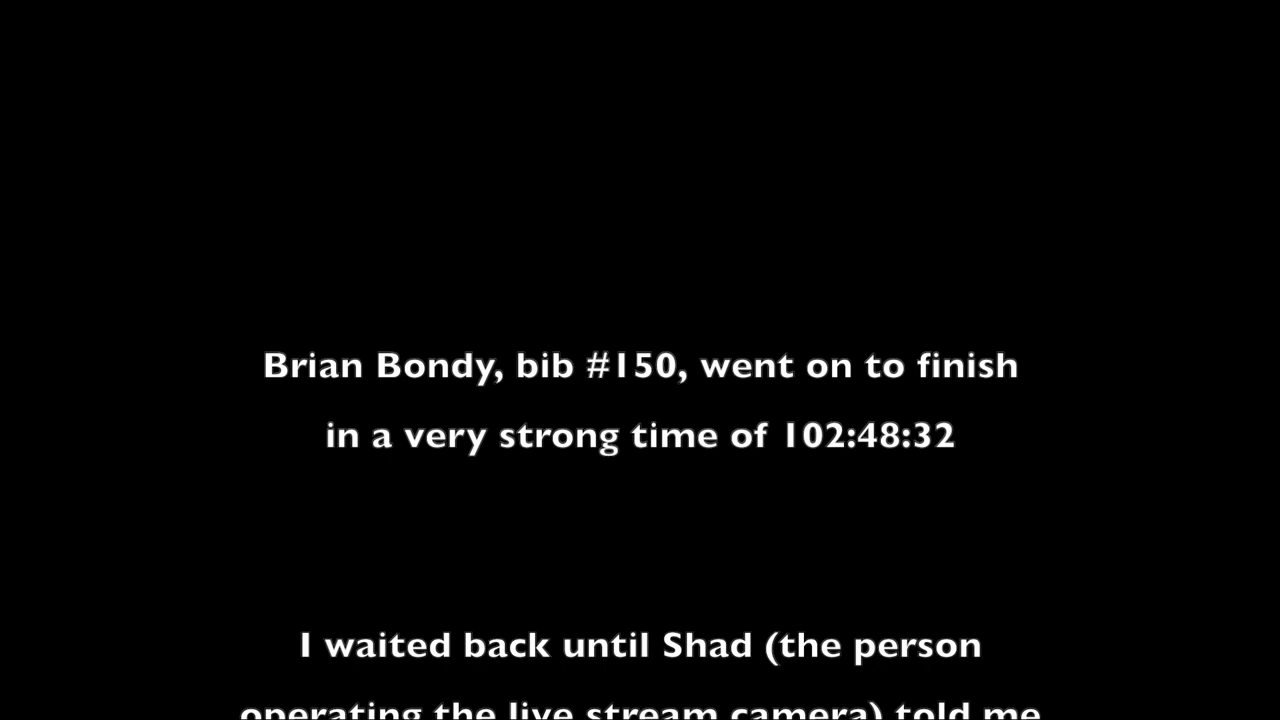 Brian Bondy, bib #150, went on to finish
in a very strong time of 102:48:32
I waited back until Shad (the person
operating the live stream camera) told me